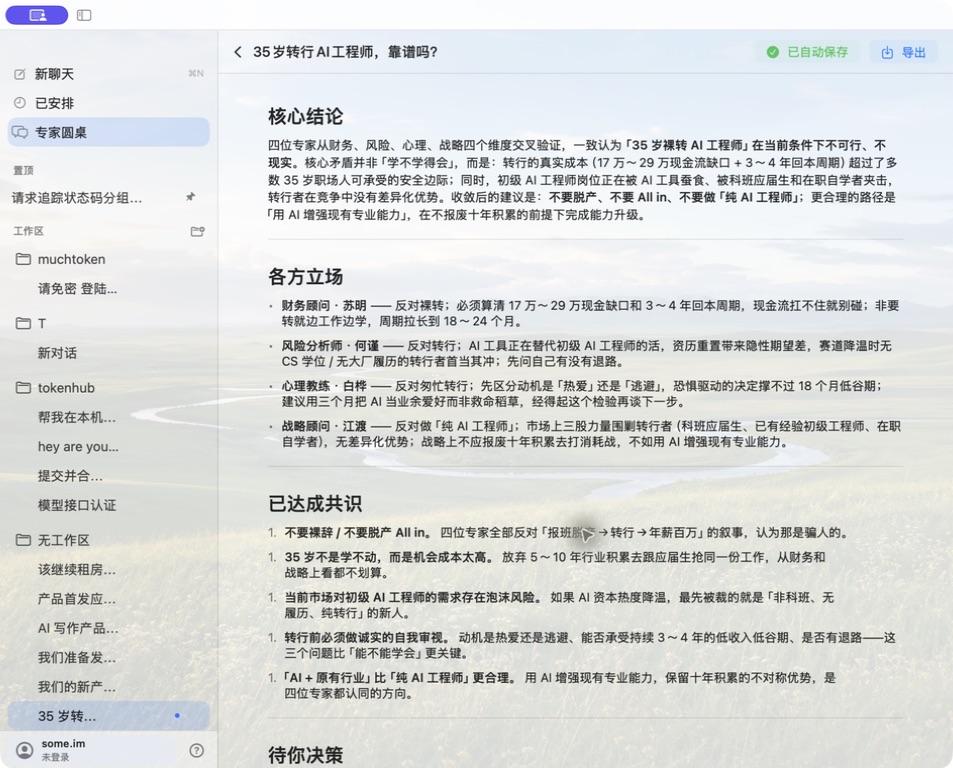 35 岁转行 AI 工程师，靠谱吗？
已自动保存
导出
新聊天
⌘N
已安排
专家圆桌
置顶
请求追踪状态码分组...
工作区
muchtoken
请免密 登陆...
T
新对话
tokenhub
帮我在本机...
hey are you...
提交并合...
模型接口认证
无工作区
该继续租房...
产品首发应...
AI 写作产品...
我们准备发...
我们的新产...
35 岁转...
some.im
未登录
核心结论
四位专家从财务、风险、心理、战略四个维度交叉验证，一致认为「35 岁裸转 AI 工程师」在当前条件下不可行、不
现实。核心矛盾并非「学不学得会」，而是：转行的真实成本（17 万～29 万现金流缺口 + 3～4 年回本周期）超过了多
数 35 岁职场人可承受的安全边际；同时，初级 AI 工程师岗位正在被 AI 工具蚕食、被科班应届生和在职自学者夹击，
转行者在竞争中没有差异化优势。收敛后的建议是：不要脱产、不要 All in、不要做「纯 AI 工程师」；更合理的路径是
「用 AI 增强现有专业能力」，在不报废十年积累的前提下完成能力升级。
各方立场
• 财务顾问 · 苏明 —— 反对裸转；必须算清 17 万～29 万现金缺口和 3～4 年回本周期，现金流扛不住就别碰；非要
转就边工作边学，周期拉长到 18～24 个月。
• 风险分析师 · 何谨 —— 反对转行；AI 工具正在替代初级 AI 工程师的活，资历重置带来隐性期望差，赛道降温时无
CS 学位 / 无大厂履历的转行者首当其冲；先问自己有没有退路。
• 心理教练 · 白桦 —— 反对匆忙转行；先区分动机是「热爱」还是「逃避」，恐惧驱动的决定撑不过 18 个月低谷期；
建议用三个月把 AI 当业余爱好而非救命稻草，经得起这个检验再谈下一步。
• 战略顾问 · 江渡 —— 反对做「纯 AI 工程师」；市场上三股力量围剿转行者（科班应届生、已有经验初级工程师、在职
自学者），无差异化优势；战略上不应报废十年积累去打消耗战，不如用 AI 增强现有专业能力。
已达成共识
1. 不要裸辞 / 不要脱产 All in。 四位专家全部反对「报班脱产→转行→年薪百万」的叙事，认为那是骗人的。
1. 35 岁不是学不动，而是机会成本太高。 放弃 5～10 年行业积累去跟应届生抢同一份工作，从财务和
战略上看都不划算。
1. 当前市场对初级 AI 工程师的需求存在泡沫风险。 如果 AI 资本热度降温，最先被裁的就是「非科班、无
履历、纯转行」的新人。
1. 转行前必须做诚实的自我审视。 动机是热爱还是逃避、能否承受持续 3～4 年的低收入低谷期、是否有退路——这
三个问题比「能不能学会」更关键。
1. 「AI + 原有行业」比「纯 AI 工程师」更合理。 用 AI 增强现有专业能力，保留十年积累的不对称优势，是
四位专家都认同的方向。
待你决策